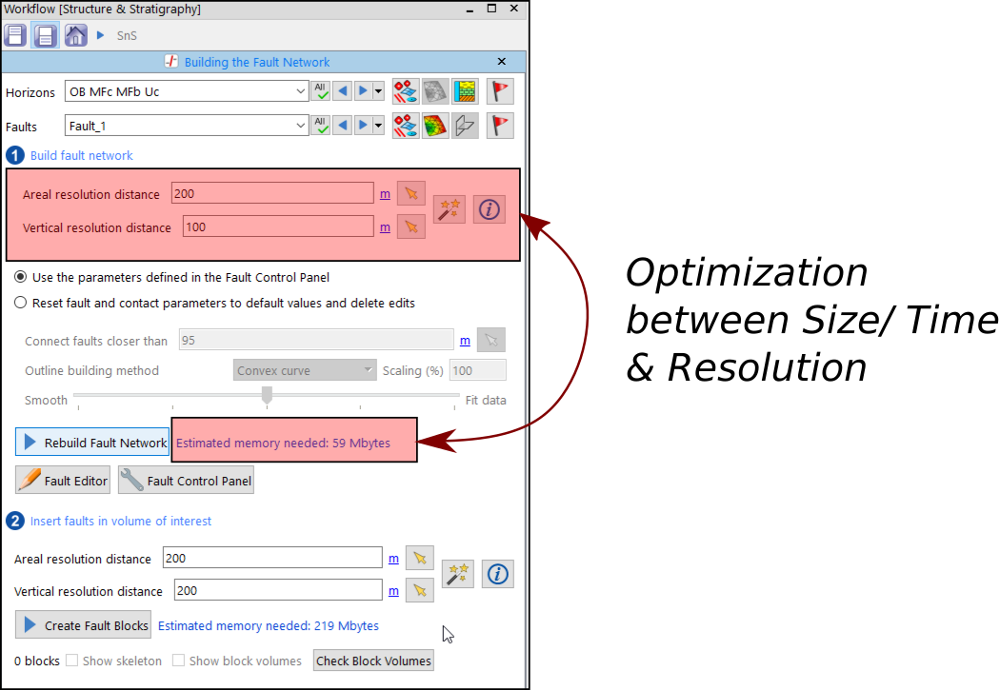 Workflow [Structure & Stratigraphy]
SnS
Building the Fault Network
Horizons OB MFc MFb Uc All
Faults Fault_1 All
1 Build fault network
Areal resolution distance 200 m
Vertical resolution distance 100 m
Use the parameters defined in the Fault Control Panel
Reset fault and contact parameters to default values and delete edits
Connect faults closer than 95 m
Outline building method Convex curve Scaling (%) 100
Smooth Fit data
Rebuild Fault Network Estimated memory needed: 59 Mbytes
Fault Editor Fault Control Panel
2 Insert faults in volume of interest
Areal resolution distance 200 m
Vertical resolution distance 200 m
Create Fault Blocks Estimated memory needed: 219 Mbytes
0 blocks Show skeleton Show block volumes Check Block Volumes
Optimization
between Size/ Time
& Resolution